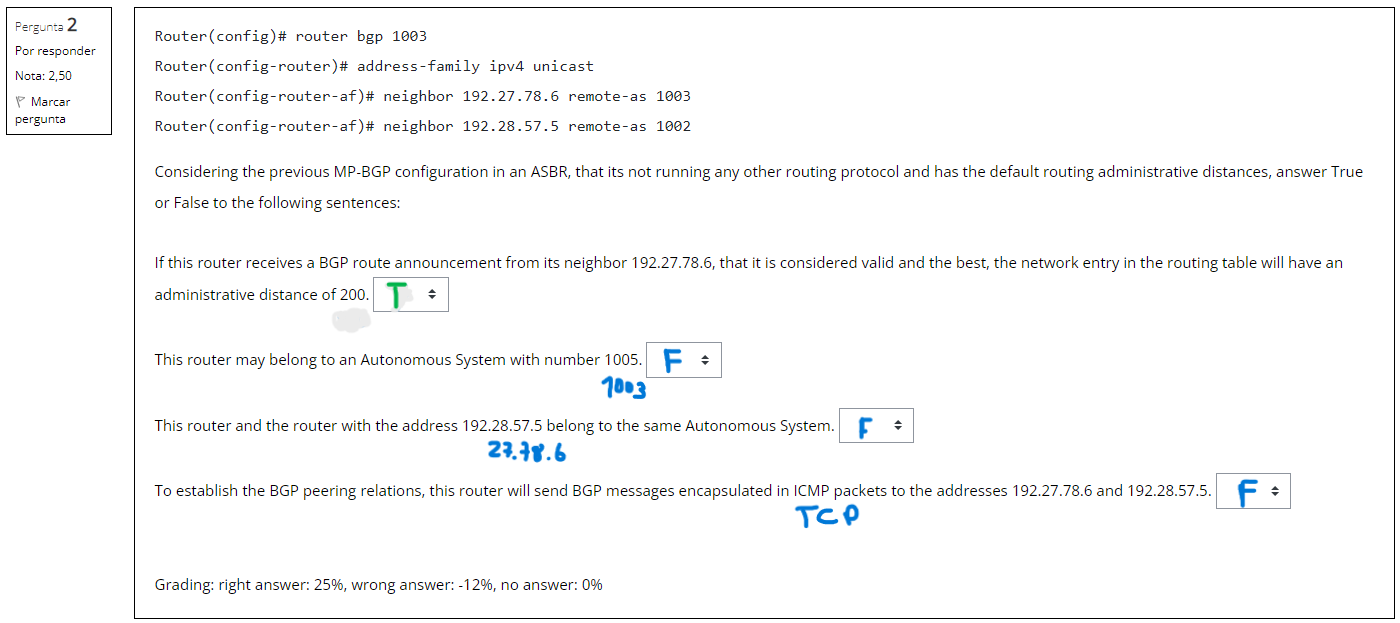 Pergunta 2
Por responder
Nota: 2,50
Marcar
pergunta
Router(config)# router bgp 1003
Router(config-router)# address-family ipv4 unicast
Router(config-router-af)# neighbor 192.27.78.6 remote-as 1003
Router(config-router-af)# neighbor 192.28.57.5 remote-as 1002
Considering the previous MP-BGP configuration in an ASBR, that its not running any other routing protocol and has the default routing administrative distances, answer True
or False to the following sentences:
If this router receives a BGP route announcement from its neighbor 192.27.78.6, that it is considered valid and the best, the network entry in the routing table will have an
administrative distance of 200. T
This router may belong to an Autonomous System with number 1005. F
1003
This router and the router with the address 192.28.57.5 belong to the same Autonomous System. F
27.78.6
To establish the BGP peering relations, this router will send BGP messages encapsulated in ICMP packets to the addresses 192.27.78.6 and 192.28.57.5. F
TCP
Grading: right answer: 25%, wrong answer: -12%, no answer: 0%